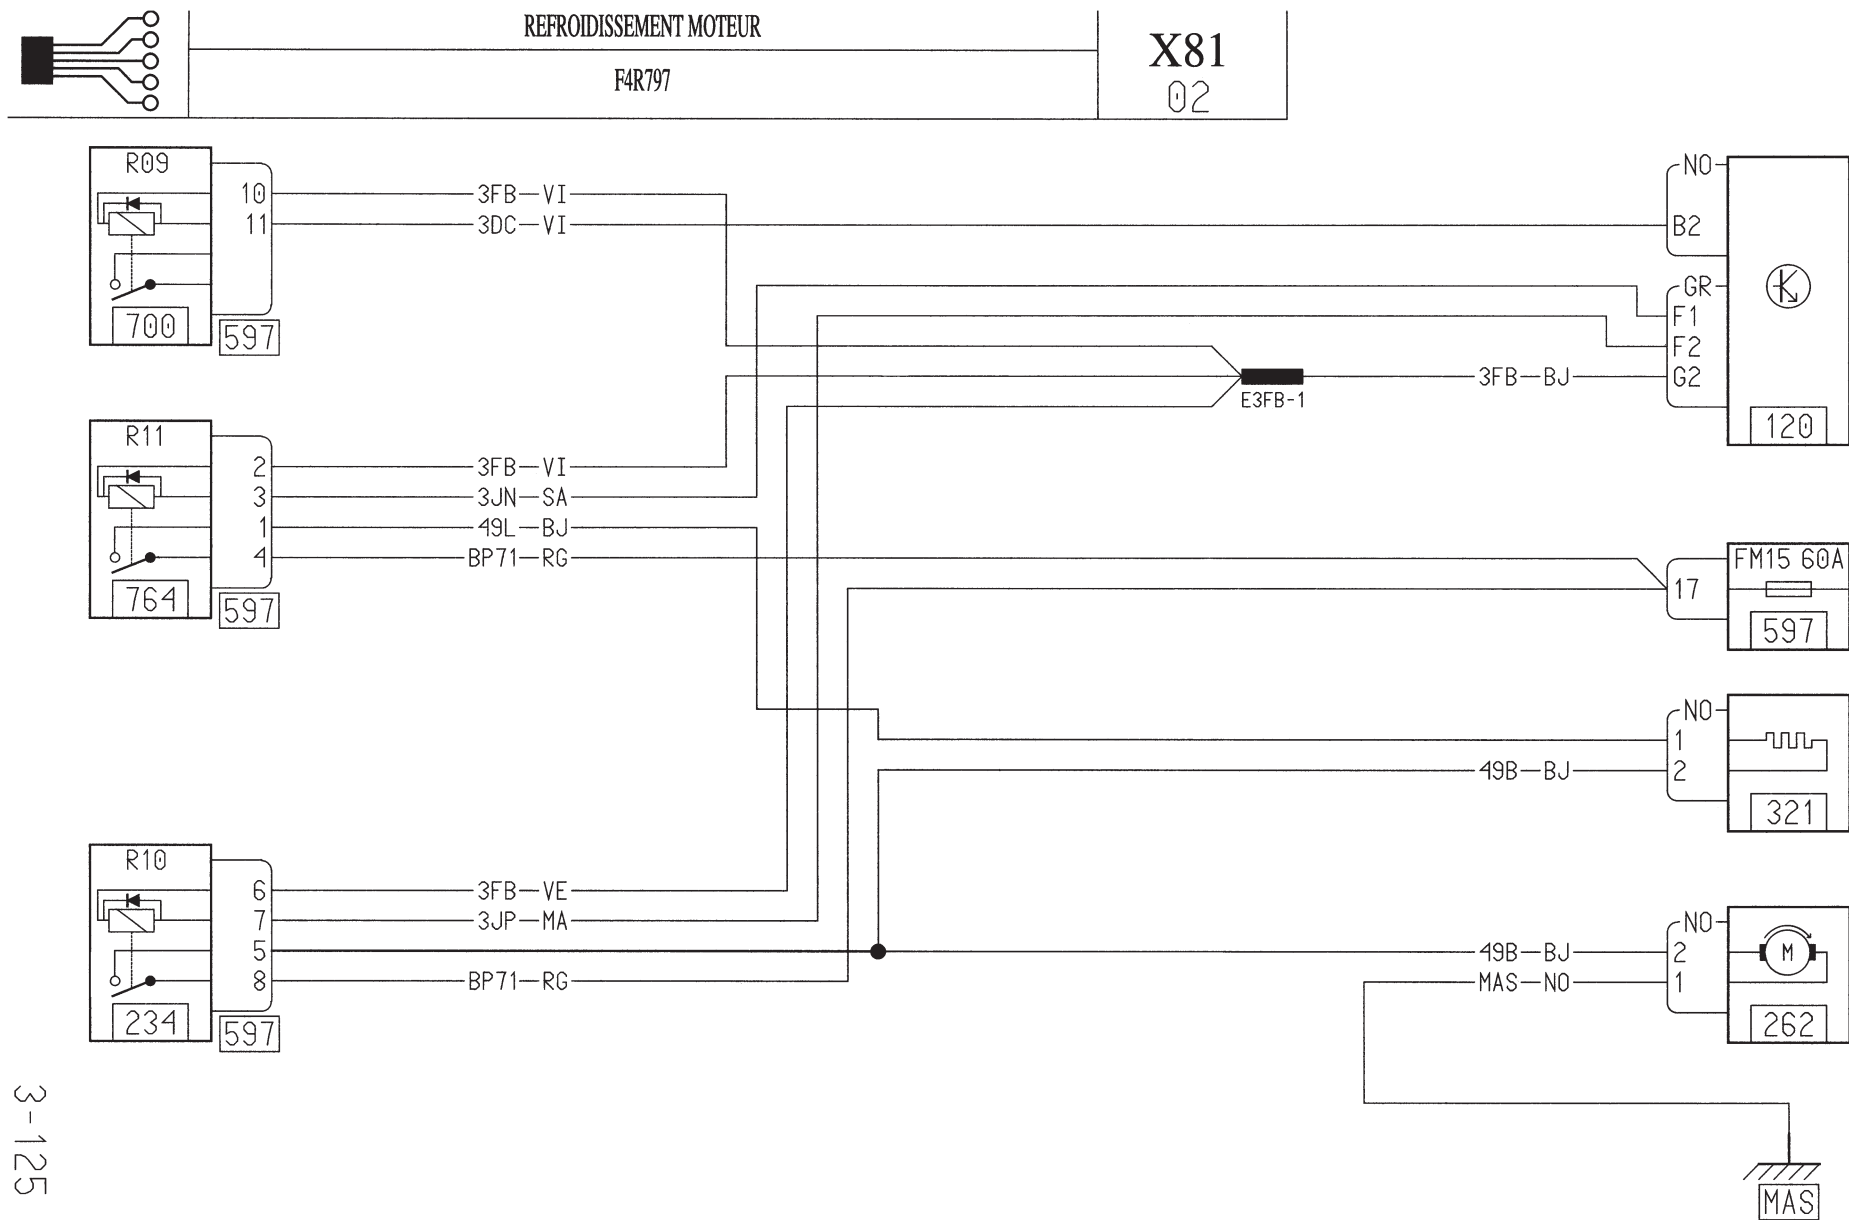 REFROIDISSEMENT MOTEUR
F4R797
X81
02
R09
10 3FB-VI
11 3DC-VI
700
597
NO
B2
GR
F1
F2
E3FB-1
3FB-BJ G2
120
R11
2 3FB-VI
3 3JN-SA
1 49L-BJ
4 BP71-RG
764
597
FM15 60A
17
597
NO
1
49B-BJ 2
321
R10
6 3FB-VE
7 3JP-MA
5
8 BP71-RG
234
597
NO
49B-BJ 2
MAS-NO 1
M
262
MAS
3-125